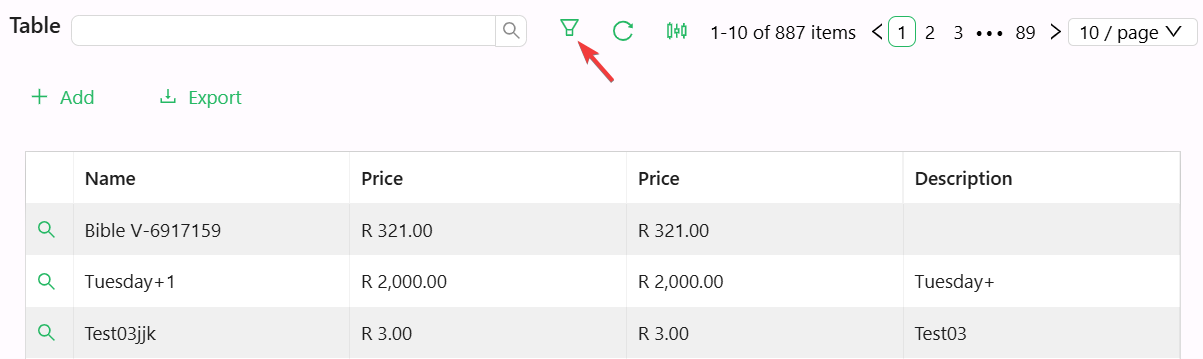 Table 1-10 of 887 items 1 2 3 ••• 89 10 / page
Add Export
Name Price Price Description
Bible V-6917159 R 321.00 R 321.00
Tuesday+1 R 2,000.00 R 2,000.00 Tuesday+
Test03jjk R 3.00 R 3.00 Test03